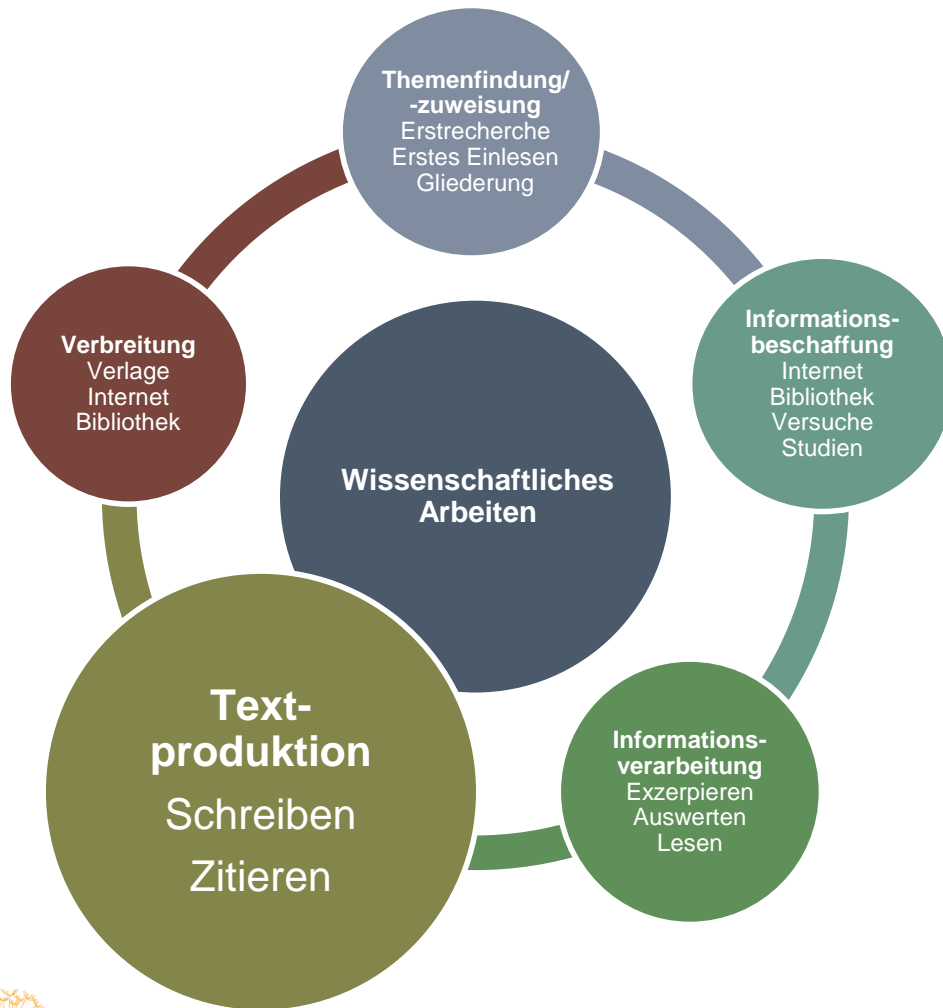 Themenfindung/
-zuweisung
Erstrecherche
Erstes Einlesen
Gliederung
Informations-
beschaffung
Internet
Bibliothek
Versuche
Studien
Informations-
verarbeitung
Exzerpieren
Auswerten
Lesen
Text-
produktion
Schreiben
Zitieren
Verbreitung
Verlage
Internet
Bibliothek
Wissenschaftliches
Arbeiten